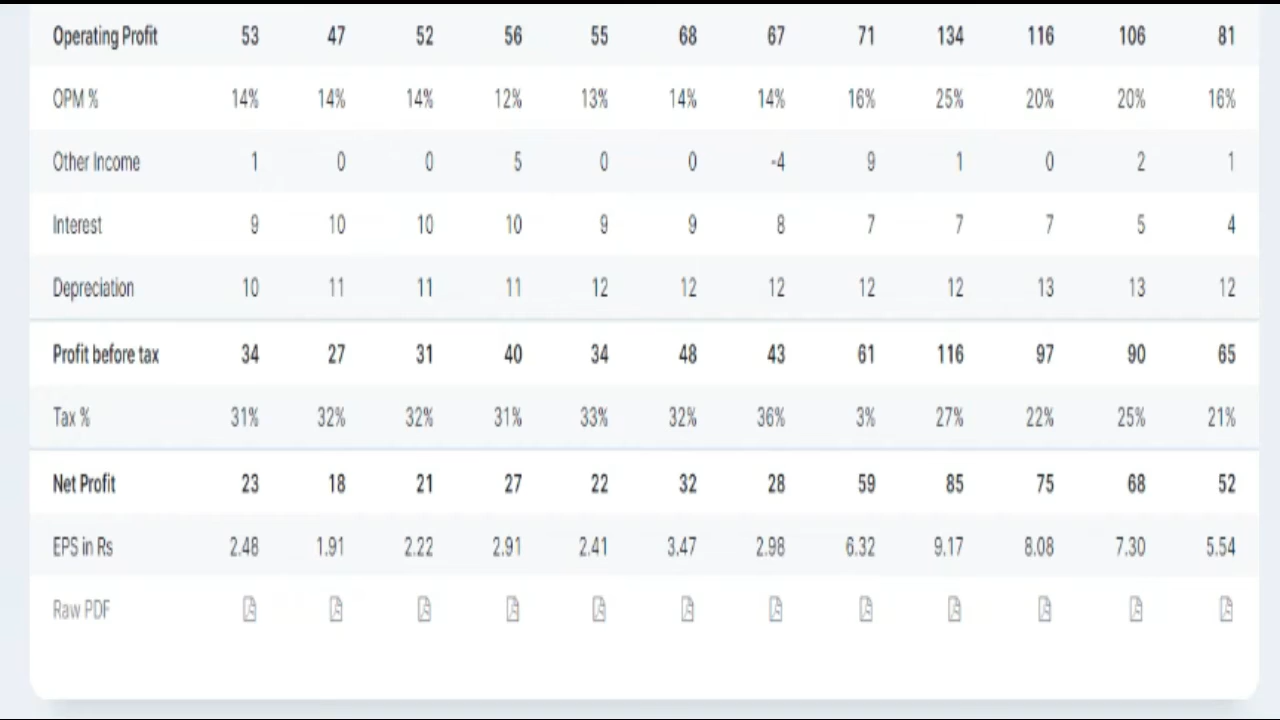 Operating Profit 53 47 52 56 55 68 67 71 134 116 106 81
OPM % 14% 14% 14% 12% 13% 14% 14% 16% 25% 20% 20% 16%
Other Income 1 0 0 5 0 0 -4 9 1 0 2 1
Interest 9 10 10 10 9 9 8 7 7 7 5 4
Depreciation 10 11 11 11 12 12 12 12 12 13 13 12
Profit before tax 34 27 31 40 34 48 43 61 116 97 90 65
Tax % 31% 32% 32% 31% 33% 32% 36% 3% 27% 22% 25% 21%
Net Profit 23 18 21 27 22 32 28 59 85 75 68 52
EPS in Rs 2.48 1.91 2.22 2.91 2.41 3.47 2.98 6.32 9.17 8.08 7.30 5.54
Raw PDF